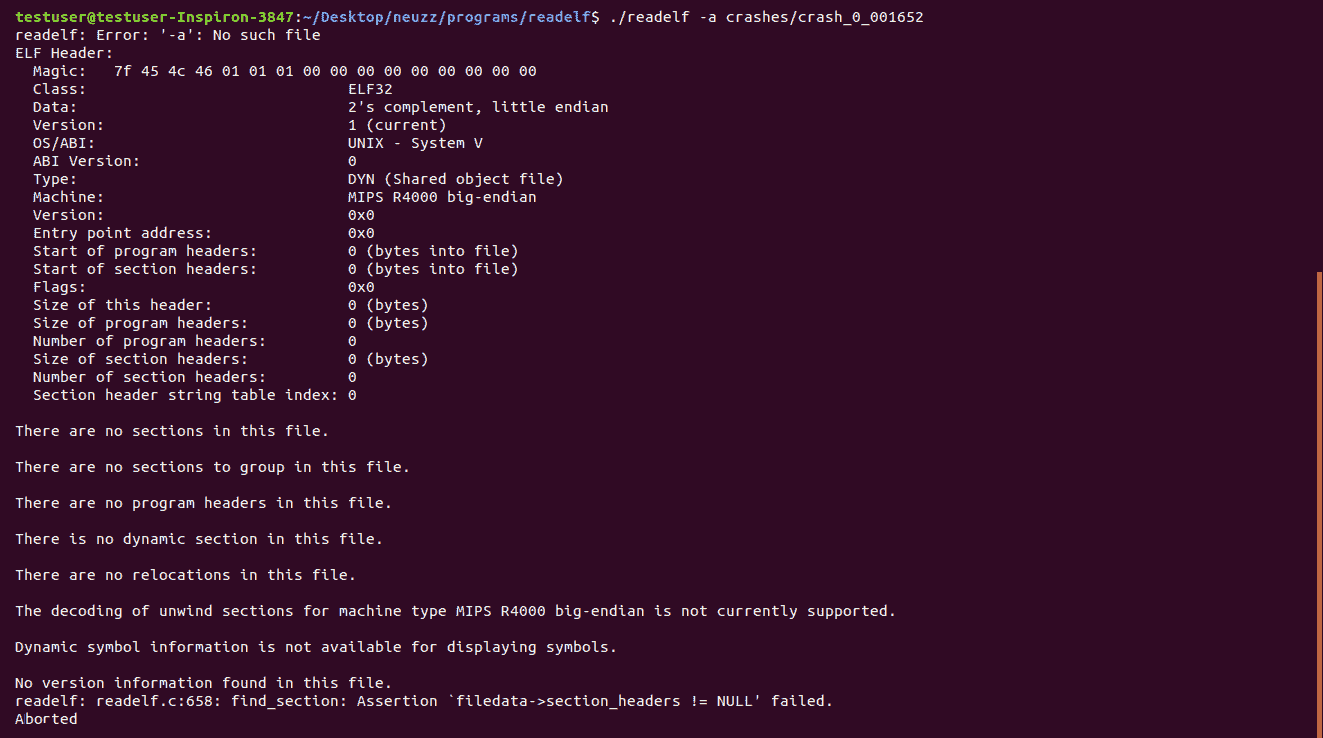 testuser@testuser-Inspiron-3847:~/Desktop/neuzz/programs/readelf$ ./readelf -a crashes/crash_0_001652
readelf: Error: '-a': No such file
ELF Header:
  Magic:   7f 45 4c 46 01 01 01 00 00 00 00 00 00 00 00 00
  Class:                             ELF32
  Data:                              2's complement, little endian
  Version:                           1 (current)
  OS/ABI:                            UNIX - System V
  ABI Version:                       0
  Type:                              DYN (Shared object file)
  Machine:                           MIPS R4000 big-endian
  Version:                           0x0
  Entry point address:               0x0
  Start of program headers:          0 (bytes into file)
  Start of section headers:          0 (bytes into file)
  Flags:                             0x0
  Size of this header:               0 (bytes)
  Size of program headers:           0 (bytes)
  Number of program headers:         0
  Size of section headers:           0 (bytes)
  Number of section headers:         0
  Section header string table index: 0

There are no sections in this file.

There are no sections to group in this file.

There are no program headers in this file.

There is no dynamic section in this file.

There are no relocations in this file.

The decoding of unwind sections for machine type MIPS R4000 big-endian is not currently supported.

Dynamic symbol information is not available for displaying symbols.

No version information found in this file.
readelf: readelf.c:658: find_section: Assertion `filedata->section_headers != NULL' failed.
Aborted